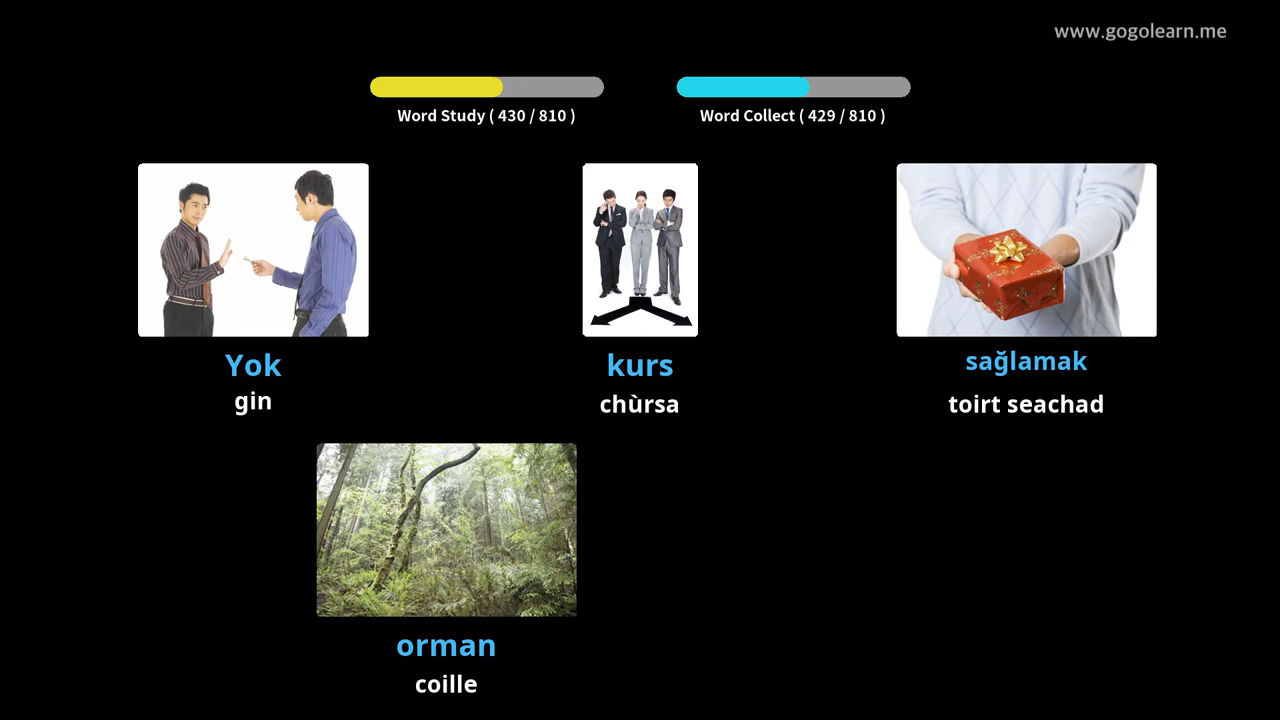 www.gogolearn.me
Word Study ( 430 / 810 )
Word Collect ( 429 / 810 )
Yok
gin
kurs
chùrsa
sağlamak
toirt seachad
orman
coille